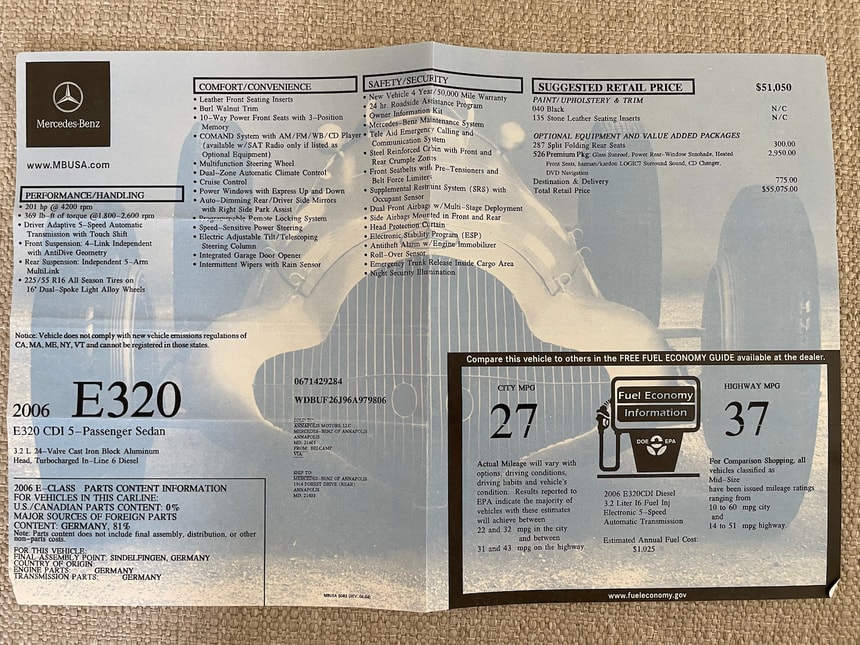 Mercedes-Benz
www.MBUSA.com
PERFORMANCE/HANDLING
• 201 hp @ 4200 rpm
• 369 lb-ft of torque @1,800-2,600 rpm
• Driver Adaptive 5-Speed Automatic
Transmission with Touch Shift
• Front Suspension: 4-Link Independent
with AntiDive Geometry
• Rear Suspension: Independent 5-Arm
MultiLink
• 225/55 R16 All Season Tires on
16" Dual-Spoke Light Alloy Wheels
COMFORT/CONVENIENCE
• Leather Front Seating Inserts
• Burl Walnut Trim
• 10-Way Power Front Seats with 3-Position
Memory
• COMAND System with AM/FM/WB/CD Player
(available w/SAT Radio only if listed as
Optional Equipment)
• Multifunction Steering Wheel
• Dual-Zone Automatic Climate Control
• Cruise Control
• Power Windows with Express Up and Down
• Auto-Dimming Rear/Driver Side Mirrors
with Right Side Park Assist
• Programmable Remote Locking System
• Speed-Sensitive Power Steering
• Electric Adjustable Tilt/Telescoping
Steering Column
• Integrated Garage Door Opener
• Intermittent Wipers with Rain Sensor
SAFETY/SECURITY
• New Vehicle 4 Year/50,000 Mile Warranty
• 24 hr. Roadside Assistance Program
• Owner Information Kit
• Mercedes-Benz Maintenance System
• Tele Aid Emergency Calling and
Communication System
• Steel Reinforced Cabin with Front and
Rear Crumple Zones
• Front Seatbelts with Pre-Tensioners and
Belt Force Limiters
• Supplemental Restraint System (SRS) with
Occupant Sensor
• Dual Front Airbags w/Multi-Stage Deployment
• Side Airbags Mounted in Front and Rear
• Head Protection Curtain
• Electronic Stability Program (ESP)
• Antitheft Alarm w/Engine Immobilizer
• Roll-Over Sensor
• Emergency Trunk Release Inside Cargo Area
• Night Security Illumination
SUGGESTED RETAIL PRICE $51,050
PAINT/UPHOLSTERY & TRIM
040 Black N/C
135 Stone Leather Seating Inserts N/C
OPTIONAL EQUIPMENT AND VALUE ADDED PACKAGES
287 Split Folding Rear Seats 300.00
526 Premium Pkg: Glass Sunroof, Power Rear-Window Sunshade, Heated 2,950.00
Front Seats, harman/kardon LOGIC7 Surround Sound, CD Changer,
DVD Navigation
Destination & Delivery 775.00
Total Retail Price $55,075.00
Notice: Vehicle does not comply with new vehicle emissions regulations of
CA, MA, ME, NY, VT and cannot be registered in those states.
2006 E320
E320 CDI 5-Passenger Sedan
3.2 L 24-Valve Cast Iron Block Aluminum
Head, Turbocharged In-Line 6 Diesel
0671429284
WDBUF26J96A979806
SOLD TO:
ANNAPOLIS MOTORS, LLC
MERCEDES-BENZ OF ANNAPOLIS
ANNAPOLIS
MD, 21401
FROM: BELCAMP
VIA:
SHIP TO:
MERCEDES-BENZ OF ANNAPOLIS
1914 FOREST DRIVE (REAR)
ANNAPOLIS
2006 E-CLASS PARTS CONTENT INFORMATION
FOR VEHICLES IN THIS CARLINE:
U.S./CANADIAN PARTS CONTENT: 0%
MAJOR SOURCES OF FOREIGN PARTS
CONTENT: GERMANY, 81%
Note: Parts content does not include final assembly, distribution, or other
non-parts costs.
FOR THIS VEHICLE:
FINAL ASSEMBLY POINT: SINDELFINGEN, GERMANY
COUNTRY OF ORIGIN:
ENGINE PARTS: GERMANY
TRANSMISSION PARTS: GERMANY
Compare this vehicle to others in the FREE FUEL ECONOMY GUIDE available at the dealer.
CITY MPG
27
Fuel Economy
Information
DOE EPA
HIGHWAY MPG
37
Actual Mileage will vary with
options, driving conditions,
driving habits and vehicle's
condition. Results reported to
EPA indicate the majority of
vehicles with these estimates
will achieve between
22 and 32 mpg in the city
and between
31 and 43 mpg on the highway.
2006 E320CDI Diesel
3.2 Liter I6 Fuel Inj
Electronic 5-Speed
Automatic Transmission
Estimated Annual Fuel Cost:
$1,025
For Comparison Shopping, all
vehicles classified as
Mid-Size
have been issued mileage ratings
ranging from
10 to 60 mpg city
and
14 to 51 mpg highway.
www.fueleconomy.gov